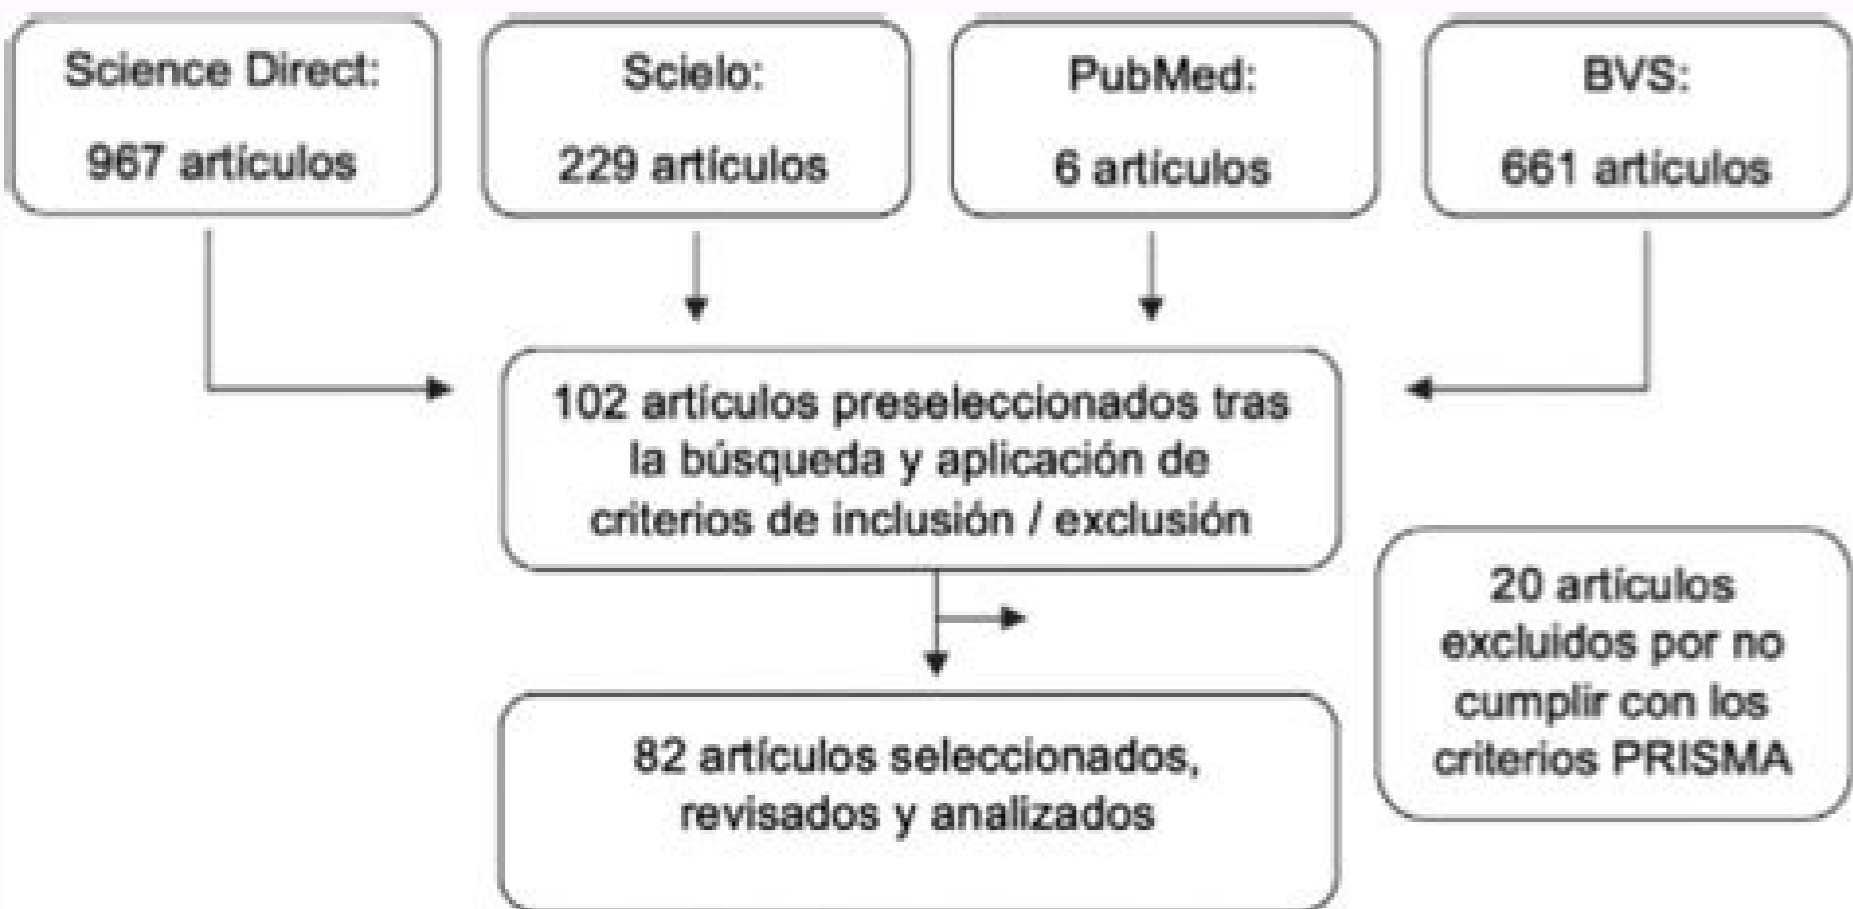 Science Direct:
967 artículos
Scielo:
229 artículos
PubMed:
6 artículos
BVS:
661 artículos
102 artículos preseleccionados tras
la búsqueda y aplicación de
criterios de inclusión / exclusión
20 artículos
excluidos por no
cumplir con los
criterios PRISMA
82 artículos seleccionados,
revisados y analizados